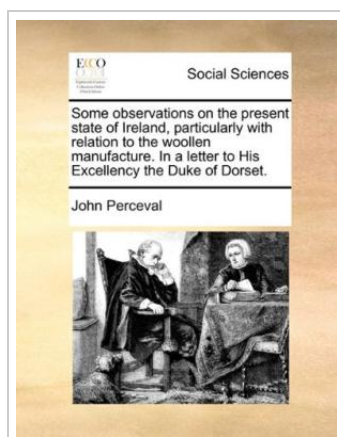 ECCO
Social Sciences
Some observations on the present
state of Ireland, particularly with
relation to the woollen
manufacture. In a letter to His
Excellency the Duke of Dorset.
John Perceval